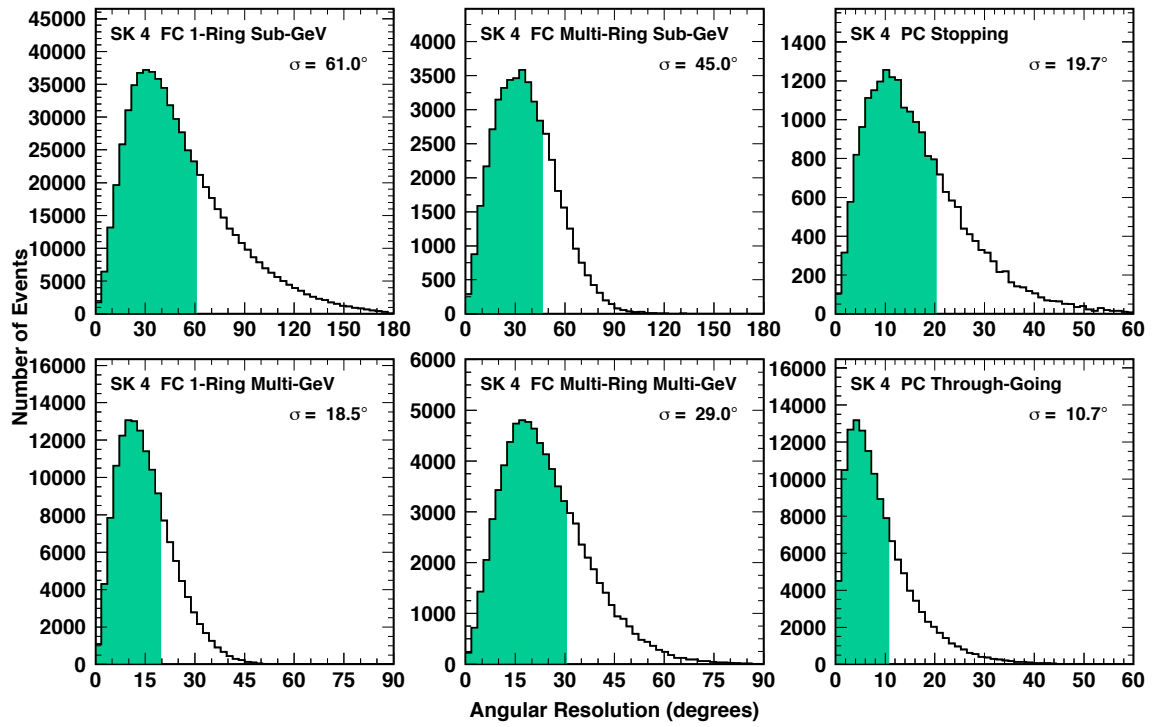 SK 4 FC 1-Ring Sub-GeV
σ = 61.0°
45000
40000
35000
30000
25000
20000
15000
10000
5000
0
0 30 60 90 120 150 180
SK 4 FC Multi-Ring Sub-GeV
σ = 45.0°
4000
3500
3000
2500
2000
1500
1000
500
0
0 30 60 90 120 150 180
SK 4 PC Stopping
σ = 19.7°
1400
1200
1000
800
600
400
200
0
0 10 20 30 40 50 60
Number of Events
SK 4 FC 1-Ring Multi-GeV
σ = 18.5°
16000
14000
12000
10000
8000
6000
4000
2000
0
0 15 30 45 60 75 90
SK 4 FC Multi-Ring Multi-GeV
σ = 29.0°
6000
5000
4000
3000
2000
1000
0
0 15 30 45 60 75 90
SK 4 PC Through-Going
σ = 10.7°
16000
14000
12000
10000
8000
6000
4000
2000
0
0 10 20 30 40 50 60
Angular Resolution (degrees)